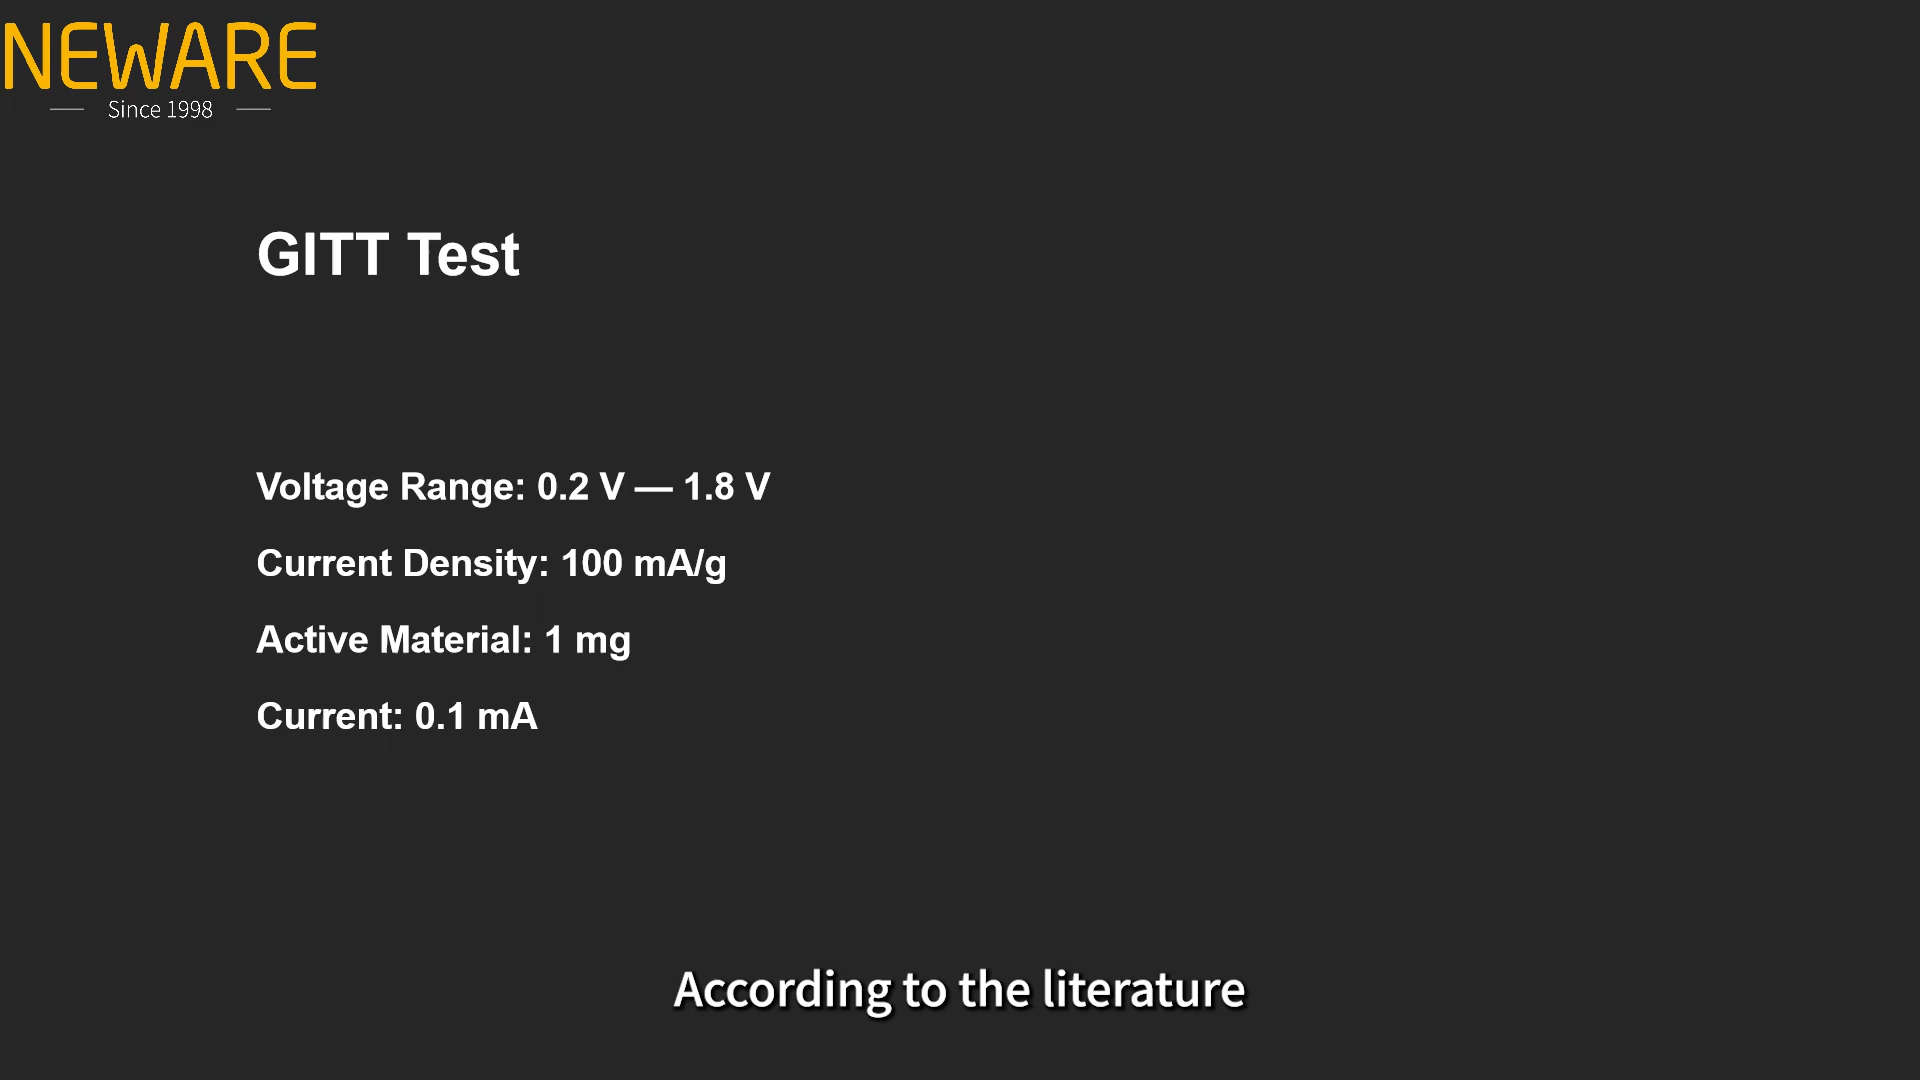 NEWARE
Since 1998
GITT Test
Voltage Range: 0.2 V — 1.8 V
Current Density: 100 mA/g
Active Material: 1 mg
Current: 0.1 mA
According to the literature